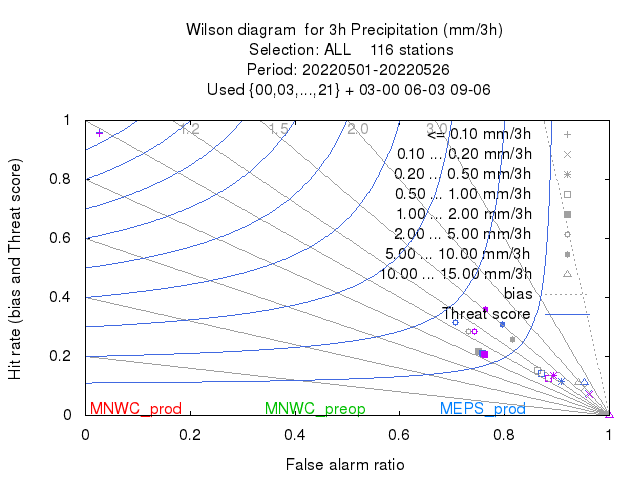 Wilson diagram  for 3h Precipitation (mm/3h)
Selection: ALL    116 stations
Period: 20220501-20220526
Used {00,03,...,21} + 03-00 06-03 09-06
1
0.8
0.6
0.4
0.2
0
1.2
1.5
2.0
3.0
<= 0.10 mm/3h
0.10 ... 0.20 mm/3h
0.20 ... 0.50 mm/3h
0.50 ... 1.00 mm/3h
1.00 ... 2.00 mm/3h
2.00 ... 5.00 mm/3h
5.00 ... 10.00 mm/3h
10.00 ... 15.00 mm/3h
bias
Threat score
Hit rate (bias and Threat score)
MNWC_prod
MNWC_preop
MEPS_prod
0
0.2
0.4
0.6
0.8
1
False alarm ratio